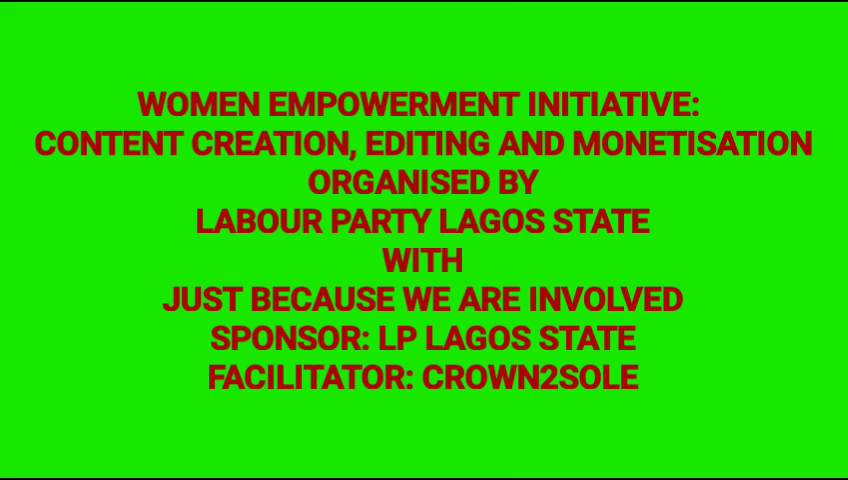 WOMEN EMPOWERMENT INITIATIVE:
CONTENT CREATION, EDITING AND MONETISATION
ORGANISED BY
LABOUR PARTY LAGOS STATE
WITH
JUST BECAUSE WE ARE INVOLVED
SPONSOR: LP LAGOS STATE
FACILITATOR: CROWN2SOLE